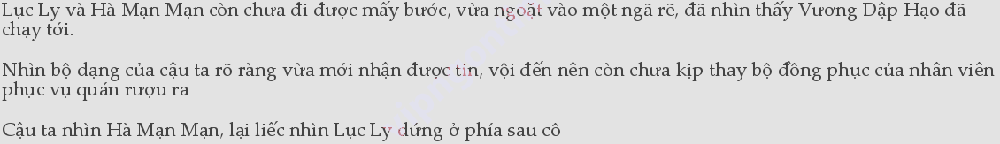 Lục Ly và Hà Mạn Mạn còn chưa đi được mấy bước, vừa ngoặt vào một ngã rẽ, đã nhìn thấy Vương Dập Hạo đã
chạy tới.
Nhìn bộ dạng của cậu ta rõ ràng vừa mới nhận được tin, vội đến nên còn chưa kịp thay bộ đồng phục của nhân viên
phục vụ quán rượu ra
Cậu ta nhìn Hà Mạn Mạn, lại liếc nhìn Lục Ly đứng ở phía sau cô